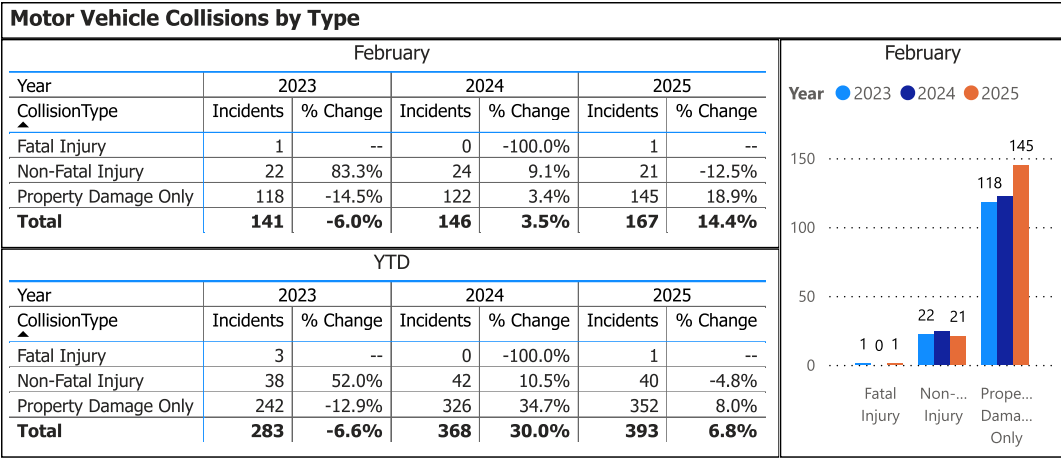 Motor Vehicle Collisions by Type
February
Year 2023 2024 2025
CollisionType Incidents % Change Incidents % Change Incidents % Change
Fatal Injury 1 -- 0 -100.0% 1 --
Non-Fatal Injury 22 83.3% 24 9.1% 21 -12.5%
Property Damage Only 118 -14.5% 122 3.4% 145 18.9%
Total 141 -6.0% 146 3.5% 167 14.4%
YTD
Year 2023 2024 2025
CollisionType Incidents % Change Incidents % Change Incidents % Change
Fatal Injury 3 -- 0 -100.0% 1 --
Non-Fatal Injury 38 52.0% 42 10.5% 40 -4.8%
Property Damage Only 242 -12.9% 326 34.7% 352 8.0%
Total 283 -6.6% 368 30.0% 393 6.8%
February
Year 2023 2024 2025
145
150
118
100
50
22 21
1 0 1
0
Fatal Non-... Prope...
Injury Injury Dama...
Only